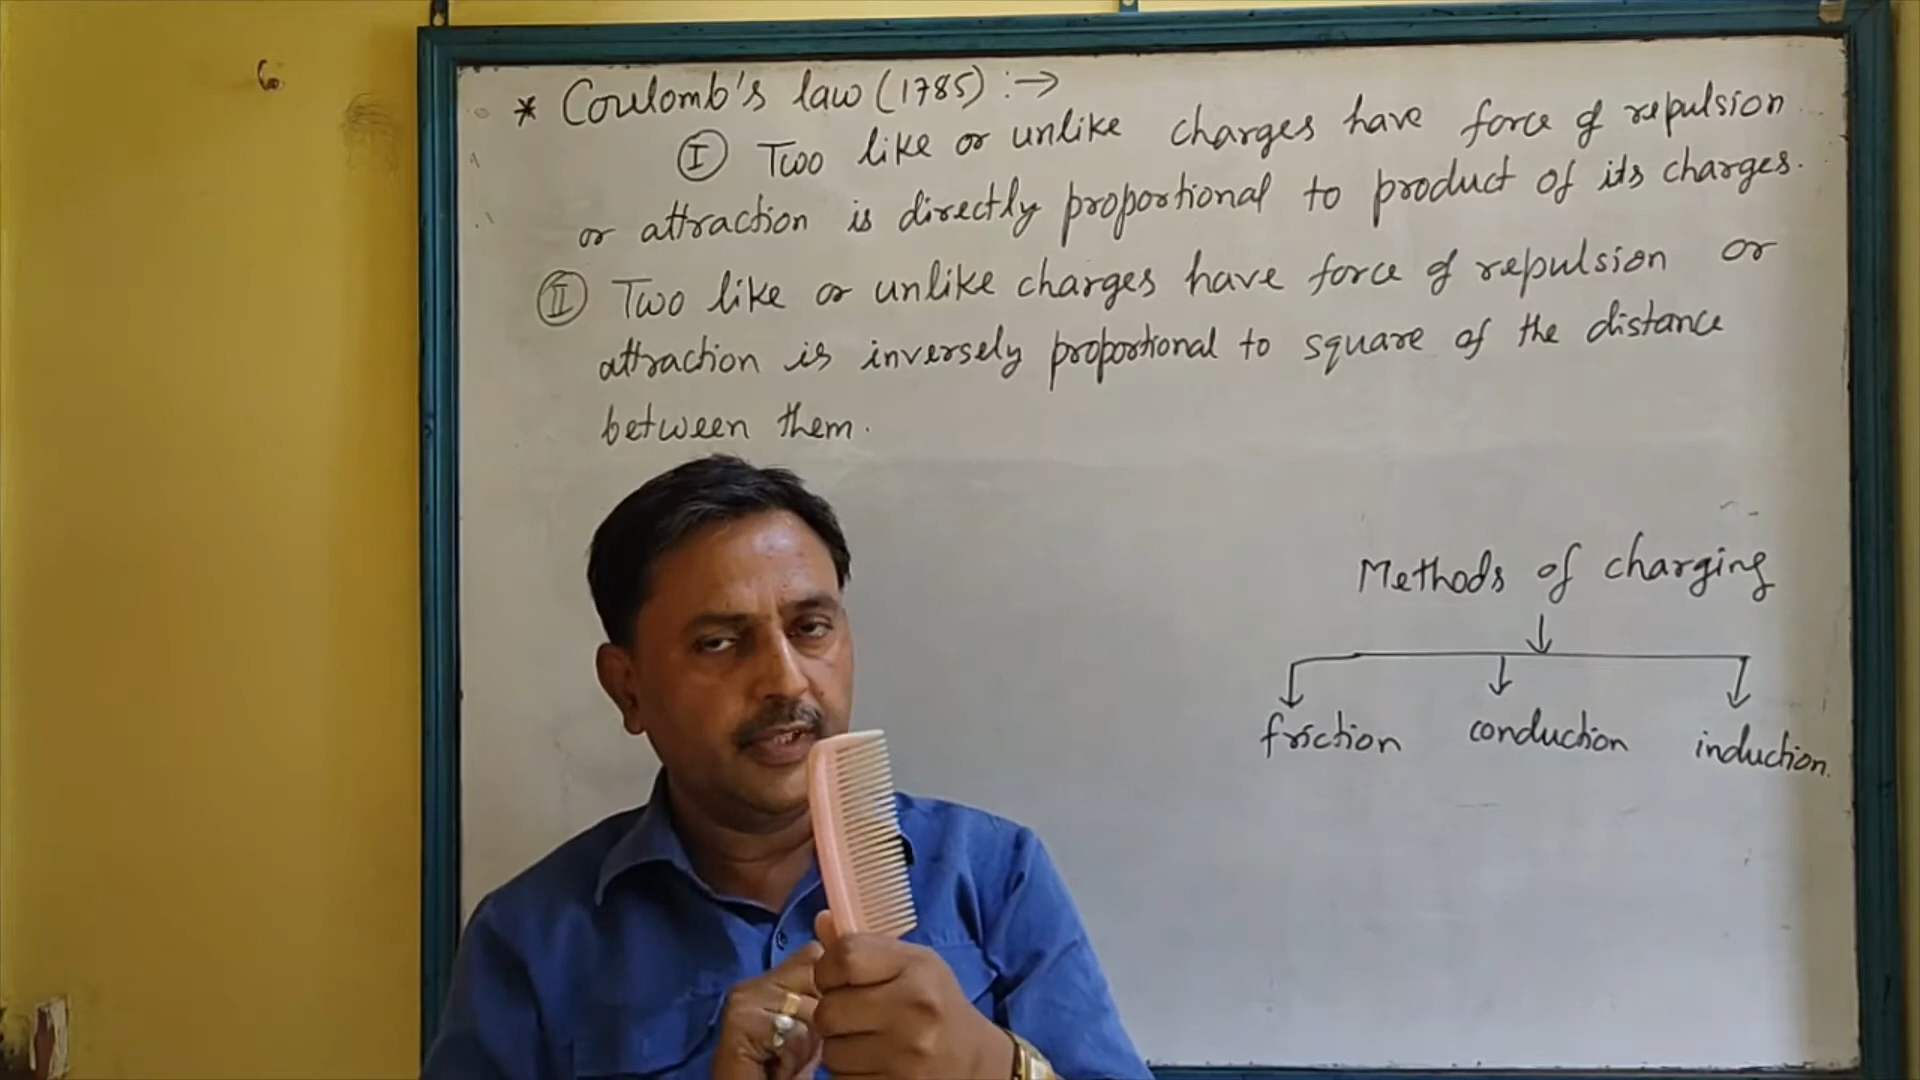 * Coulomb's law (1785) :→
I Two like or unlike charges have force of repulsion
or attraction is directly proportional to product of its charges.
II Two like or unlike charges have force of repulsion or
attraction is inversely proportional to square of the distance
between them.
Methods of charging
friction conduction induction.